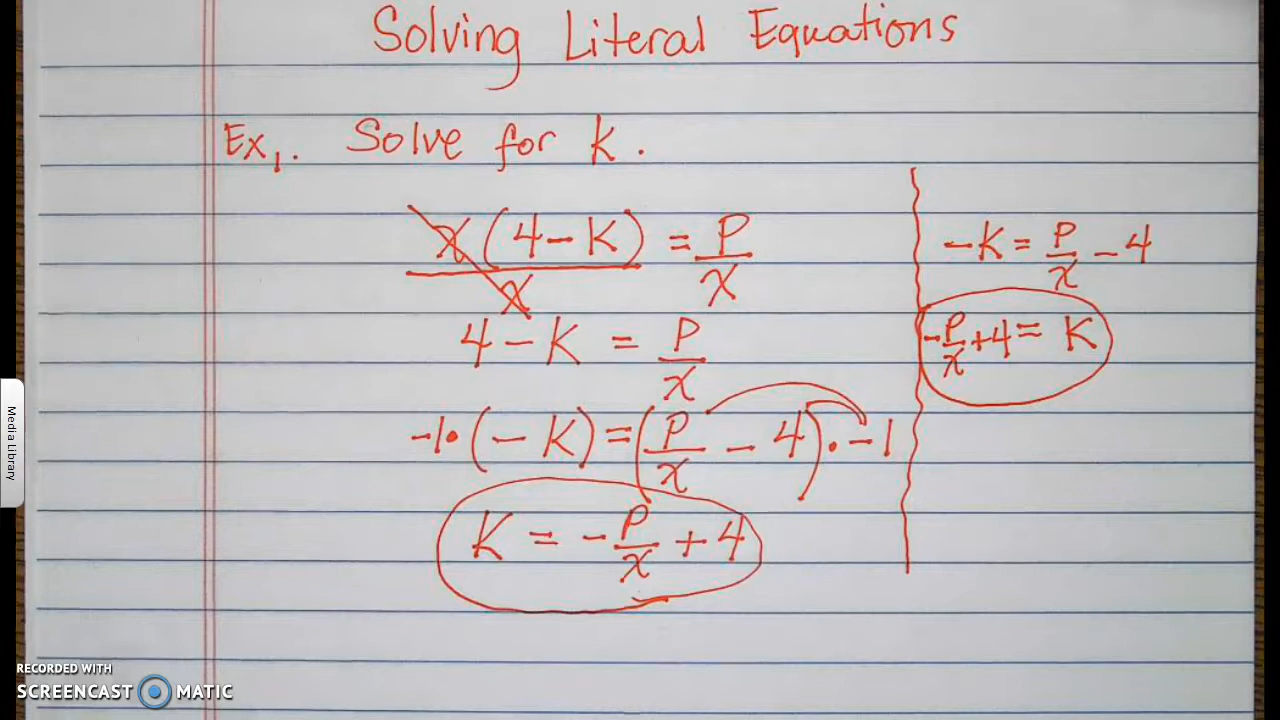 Solving Literal Equations
Ex1. Solve for k.
x(4-K)/x = P/x
4-K = P/x
-1•(-K)=(P/x - 4)•-1
K = -P/x + 4
-K = P/x - 4
-P/x+4 = K
Media Library
RECORDED WITH
SCREENCAST MATIC